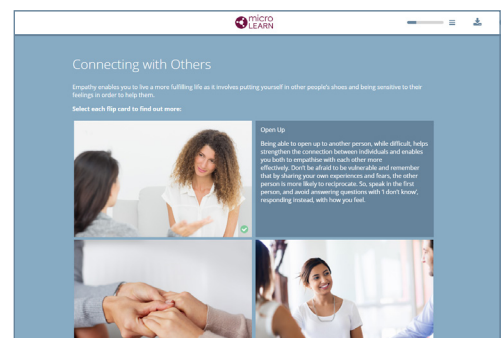 micro
LEARN
Connecting with Others
Empathy enables you to live a more fulfilling life as it involves putting yourself in other people's shoes and being sensitive to their
feelings in order to help them.
Select each flip card to find out more:
Open Up
Being able to open up to another person, while difficult, helps
strengthen the connection between individuals and enables
you both to empathise with each other more
effectively. Don't be afraid to be vulnerable and remember
that by sharing your own experiences and fears, the other
person is more likely to reciprocate. So, speak in the first
person, and avoid answering questions with 'I don't know',
responding instead, with how you feel.